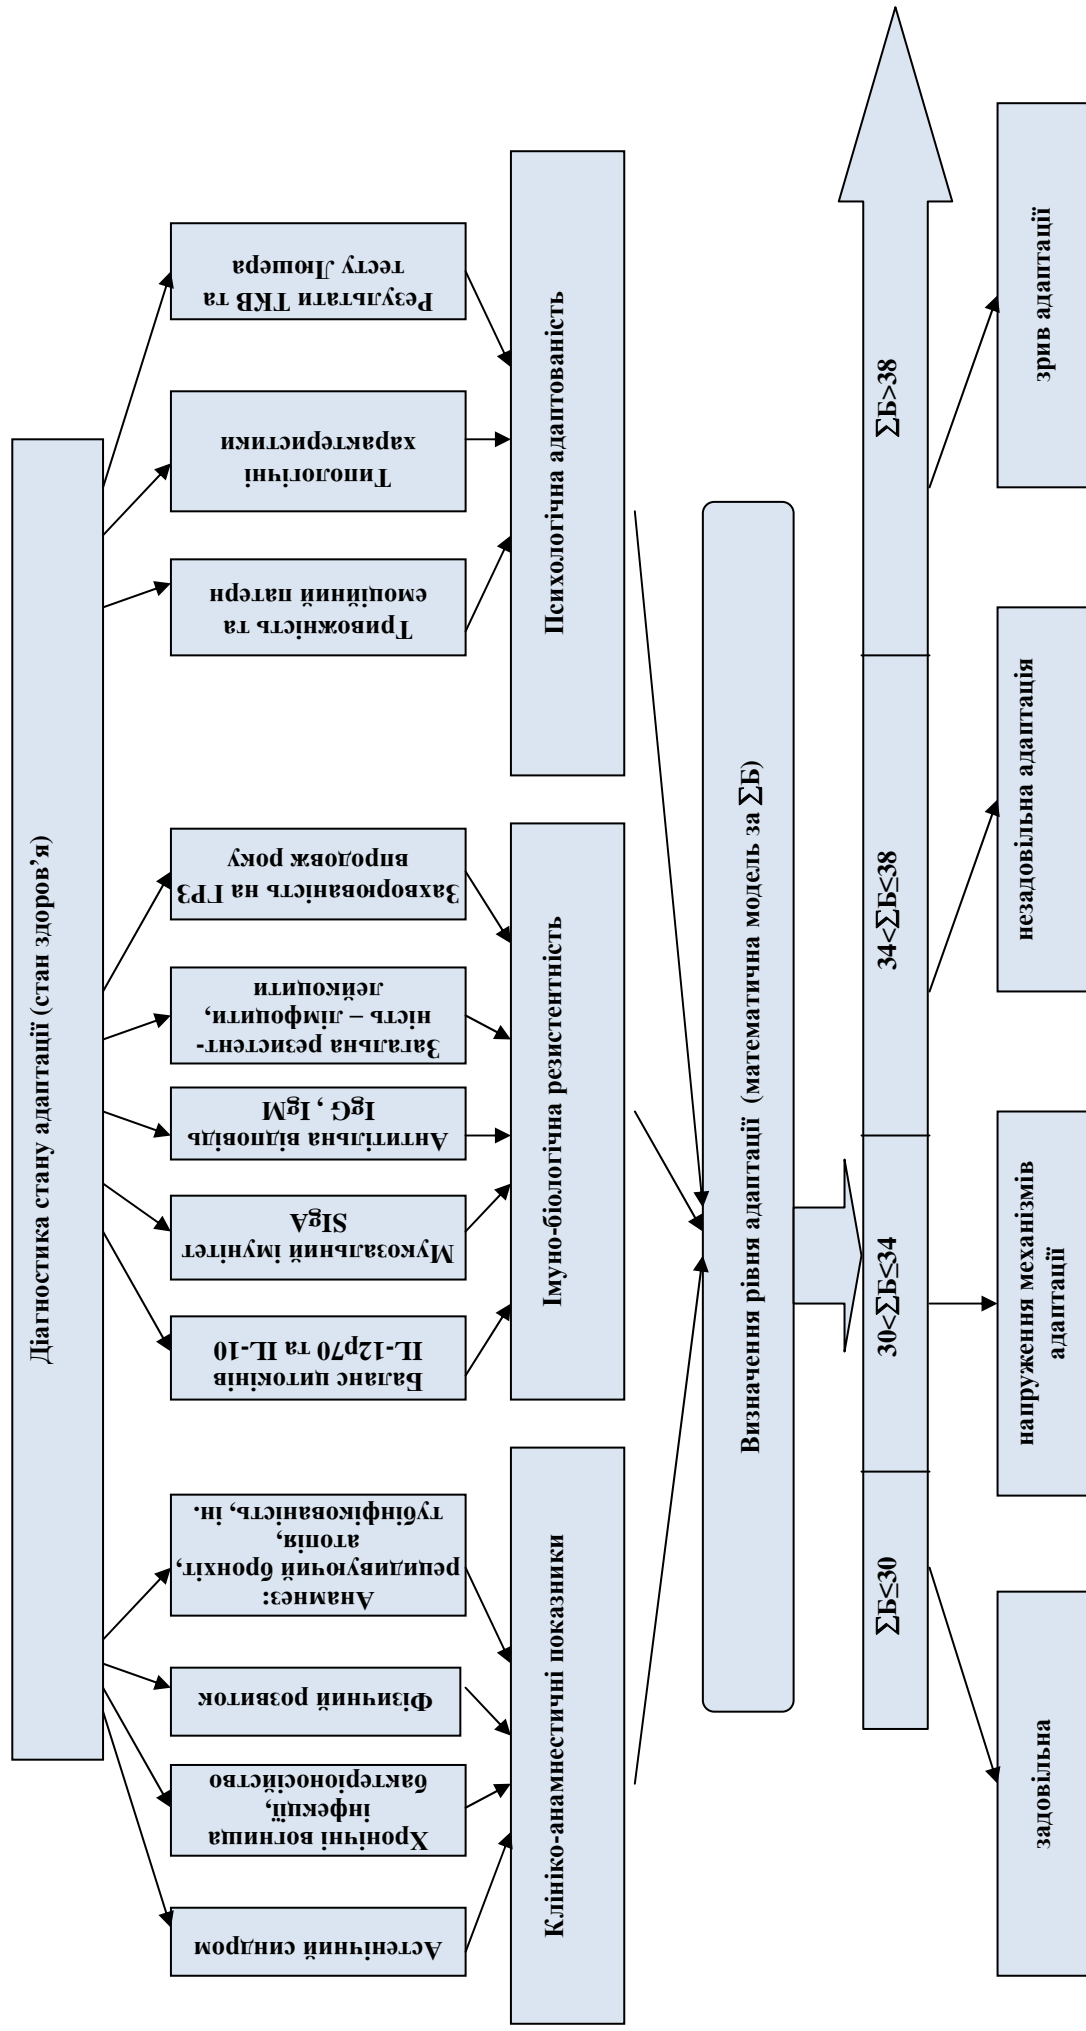 Діагностика стану адаптації (стан здоров’я)
Астенічний синдром
Хронічні вогнища
інфекції,
бактеріоносійство
Фізичний розвиток
Анамнез:
рецидивуючий бронхіт,
атопія,
тубінфікованість, ін.
Баланс цитокінів
IL-12p70 та IL-10
Мукозальний імунітет
SIgA
Антитільна відповідь
IgG , IgM
Загальна резистент-
ність – лімфоцити,
лейкоцити
Захворюваність на ГРЗ
впродовж року
Тривожність та
емоційний патерн
Типологічні
характеристики
Результати ТКВ та
тесту Люшера
Клініко-анамнестичні показники
Імуно-біологічна резистентність
Психологічна адаптованість
Визначення рівня адаптації (математична модель за ∑Б)
∑Б≤30
30<∑Б≤34
34<∑Б≤38
∑Б>38
задовільна
напруження механізмів
адаптації
незадовільна адаптація
зрив адаптації